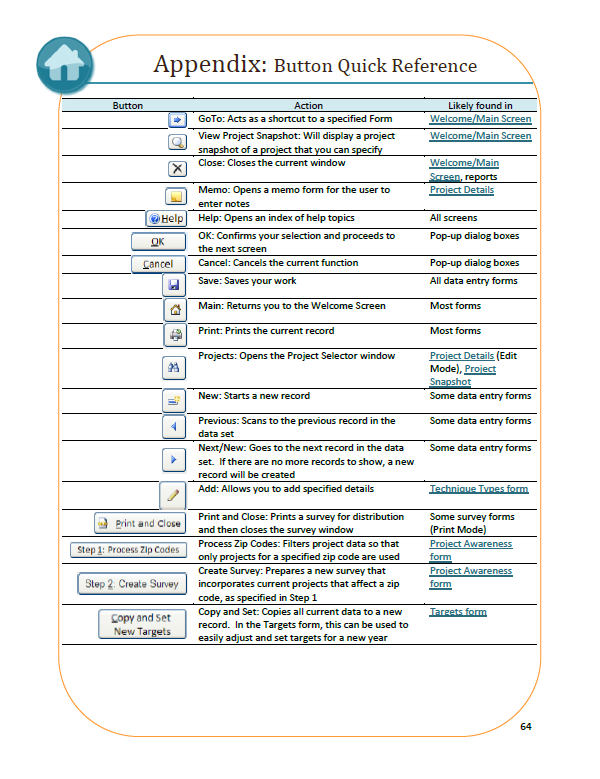 Appendix: Button Quick Reference
Button Action Likely found in
GoTo: Acts as a shortcut to a specified Form Welcome/Main Screen
View Project Snapshot: Will display a project Welcome/Main Screen
snapshot of a project that you can specify
Close: Closes the current window Welcome/Main
Screen, reports
Memo: Opens a memo form for the user to Project Details
enter notes
Help Help: Opens an index of help topics All screens
OK OK: Confirms your selection and proceeds to Pop-up dialog boxes
the next screen
Cancel Cancel: Cancels the current function Pop-up dialog boxes
Save: Saves your work All data entry forms
Main: Returns you to the Welcome Screen Most forms
Print: Prints the current record Most forms
Projects: Opens the Project Selector window Project Details (Edit
Mode), Project
Snapshot
New: Starts a new record Some data entry forms
Previous: Scans to the previous record in the Some data entry forms
data set
Next/New: Goes to the next record in the data Some data entry forms
set. If there are no more records to show, a new
record will be created
Add: Allows you to add specified details Technique Types form
Print and Close Print and Close: Prints a survey for distribution Some survey forms
and then closes the survey window (Print Mode)
Step 1: Process Zip Codes Process Zip Codes: Filters project data so that Project Awareness
only projects for a specified zip code are used form
Step 2: Create Survey Create Survey: Prepares a new survey that Project Awareness
incorporates current projects that affect a zip form
code, as specified in Step 1
Copy and Set Copy and Set: Copies all current data to a new Targets form
New Targets record. In the Targets form, this can be used to
easily adjust and set targets for a new year
64